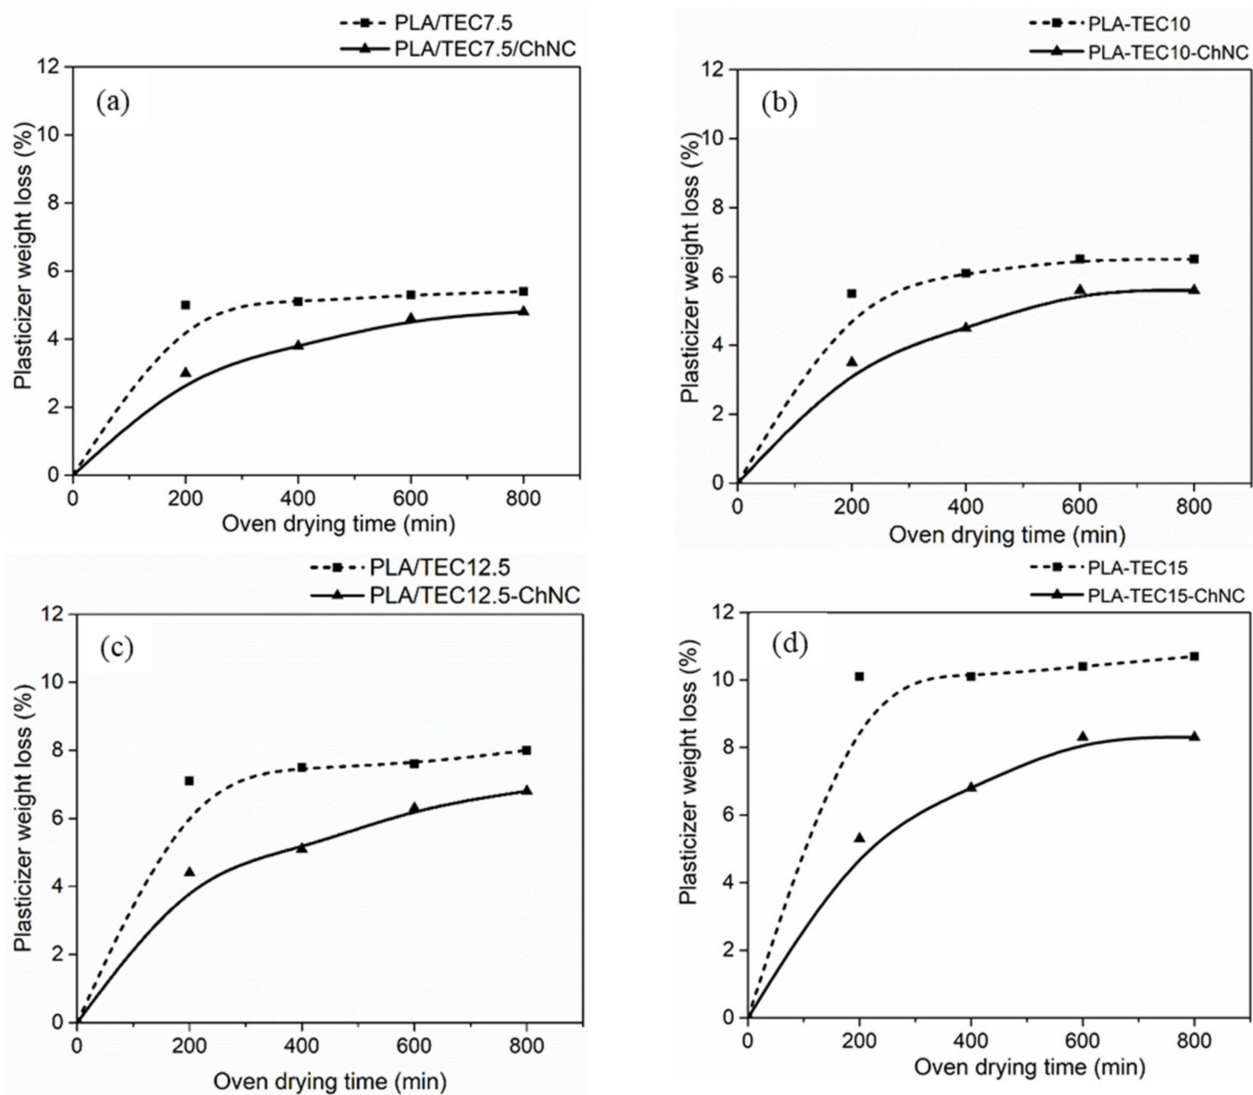 PLA/TEC7.5
PLA/TEC7.5/ChNC
(a)
12
10
8
6
4
2
0
Plasticizer weight loss (%)
0 200 400 600 800
Oven drying time (min)
PLA-TEC10
PLA-TEC10-ChNC
(b)
12
10
8
6
4
2
0
Plasticizer weight loss (%)
0 200 400 600 800
Oven drying time (min)
PLA/TEC12.5
PLA/TEC12.5-ChNC
(c)
12
10
8
6
4
2
0
Plasticizer weight loss (%)
0 200 400 600 800
Oven drying time (min)
PLA-TEC15
PLA-TEC15-ChNC
(d)
12
10
8
6
4
2
0
Plasticizer weight loss (%)
0 200 400 600 800
Oven drying time (min)